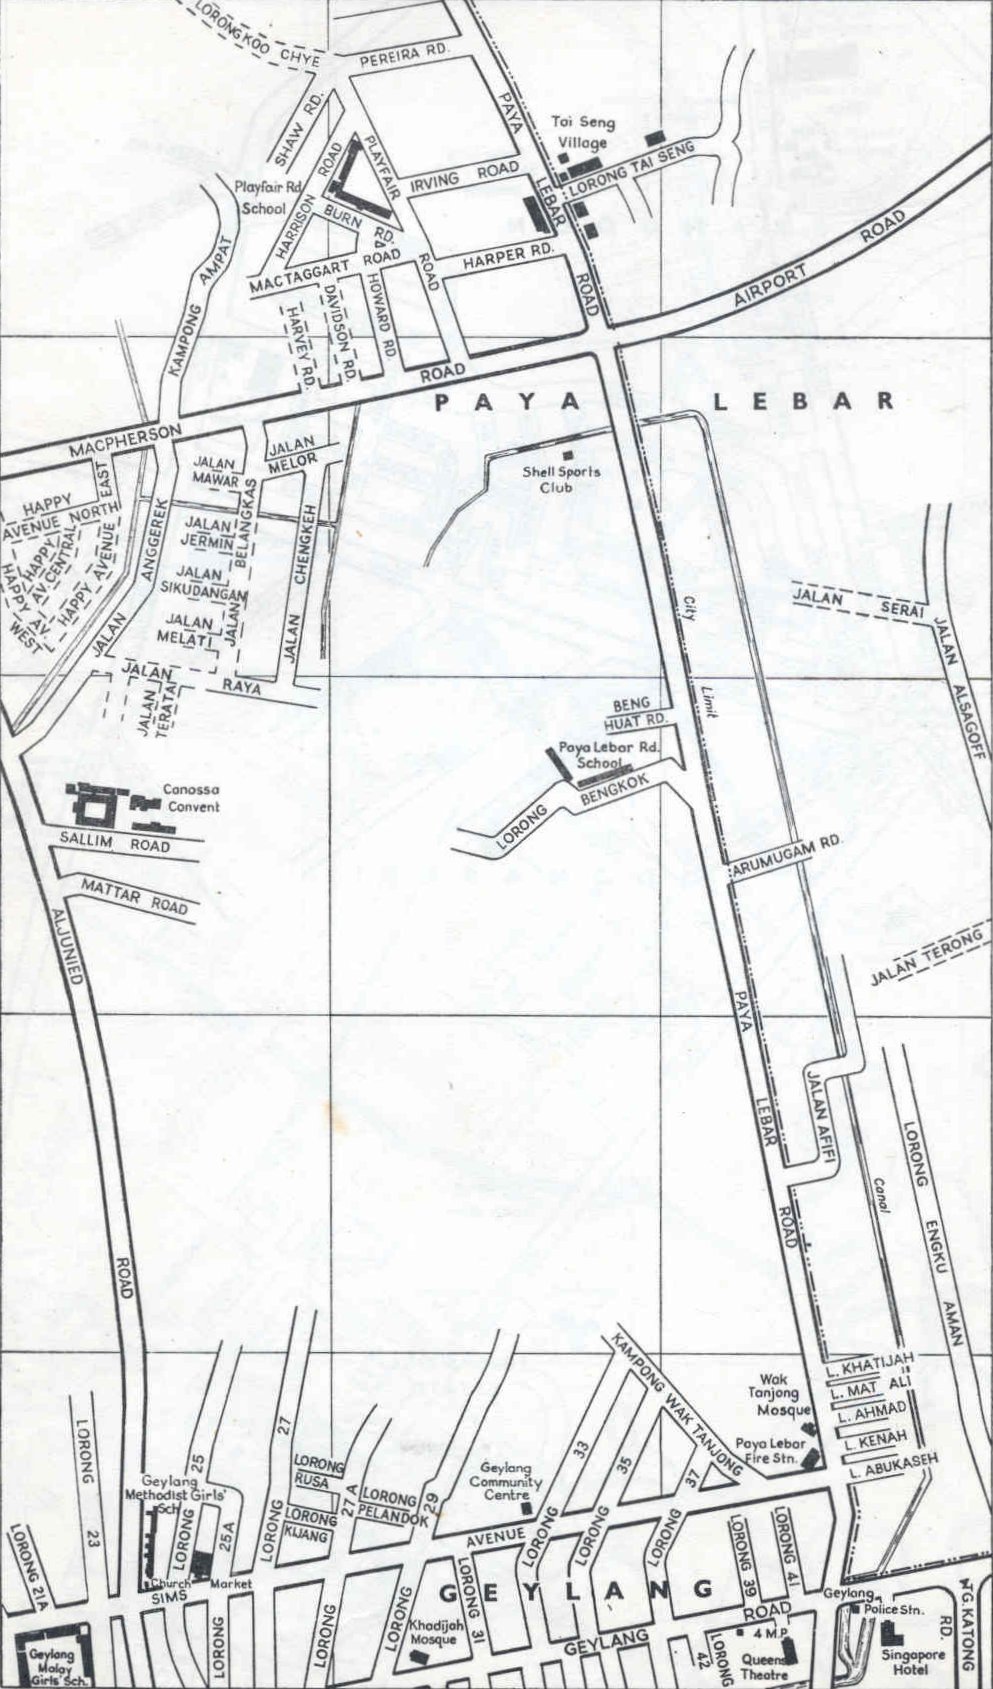 LORONG KOO CHYE
PEREIRA RD.
SHAW RD.
PAYA
Tai Seng
Village
LORONG TAI SENG
PLAYFAIR
HARRISON ROAD
Playfair Rd.
School
IRVING ROAD
LEBAR
BURN RD.
ROAD
HARPER RD.
ROAD
AIRPORT ROAD
KAMPONG AMPAT
MACTAGGART ROAD
HARVEY RD.
DAVIDSON RD.
HOWARD RD.
ROAD
MACPHERSON
PAYA LEBAR
JALAN
MELOR
JALAN
MAWAR
Shell Sports
Club
HAPPY
AVENUE NORTH
HAPPY AVENUE EAST
HAPPY
AV. CENTRAL
HAPPY AV.
WEST
JALAN ANGGEREK
JALAN
JERMIN
JALAN BELANGKAS
JALAN CHENGKEH
JALAN
SIKUDANGAN
JALAN
MELATI
JALAN RAYA
JALAN
TERATAI
City Limit
JALAN SERAI
JALAN ALSAGOFF
BENG
HUAT RD.
Paya Lebar Rd.
School
LORONG BENGKOK
Canossa
Convent
SALLIM ROAD
MATTAR ROAD
ARUMUGAM RD.
ALJUNIED
ROAD
JALAN TERONG
PAYA
LEBAR
ROAD
JALAN AFIFI
Canal
LORONG ENGKU AMAN
KAMPONG WAK TANJONG
L. KHATIJAH
L. MAT ALI
L. AHMAD
L. KENAH
L. ABUKASEH
Wak
Tanjong
Mosque
Paya Lebar
Fire Stn.
Geylang
Community
Centre
LORONG 23
LORONG 21A
Geylang
Methodist Girls'
Sch.
LORONG 25
25A
LORONG 27
LORONG
RUSA
LORONG
KIJANG
27A
LORONG
PELANDOK
29
LORONG 33
LORONG 35
LORONG 37
LORONG 39
LORONG 41
Church
Market
SIMS
AVENUE
LORONG 31
GEYLANG
LORONG
LORONG
LORONG
Khadijah
Mosque
GEYLANG
ROAD
LORONG
42
4 M.P.
Queens
Theatre
Geylang
Police Stn.
Singapore
Hotel
TG. KATONG
RD.
Geylang
Malay
Girls' Sch.